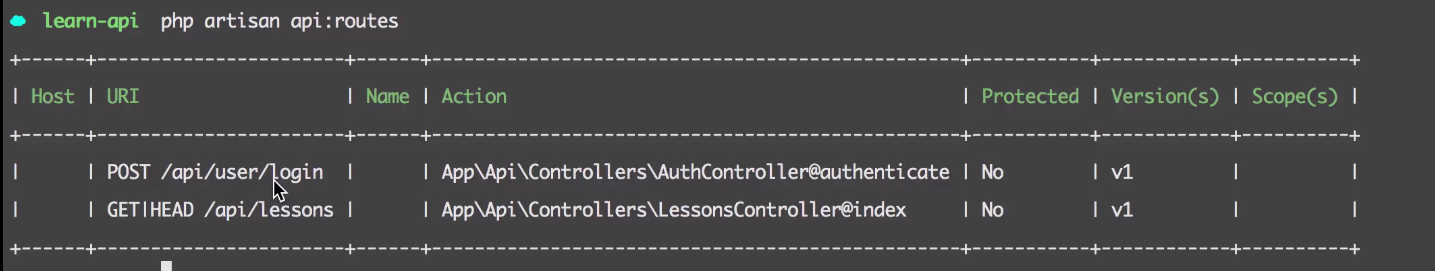 learn-api php artisan api:routes
+------+-----------------------+------+-------------------------------------------------+-----------+------------+----------+
| Host | URI                   | Name | Action                                          | Protected | Version(s) | Scope(s) |
+------+-----------------------+------+-------------------------------------------------+-----------+------------+----------+
|      | POST /api/user/login  |      | App\Api\Controllers\AuthController@authenticate | No        | v1         |          |
|      | GET|HEAD /api/lessons |      | App\Api\Controllers\LessonsController@index     | No        | v1         |          |
+------+-----------------------+------+-------------------------------------------------+-----------+------------+----------+